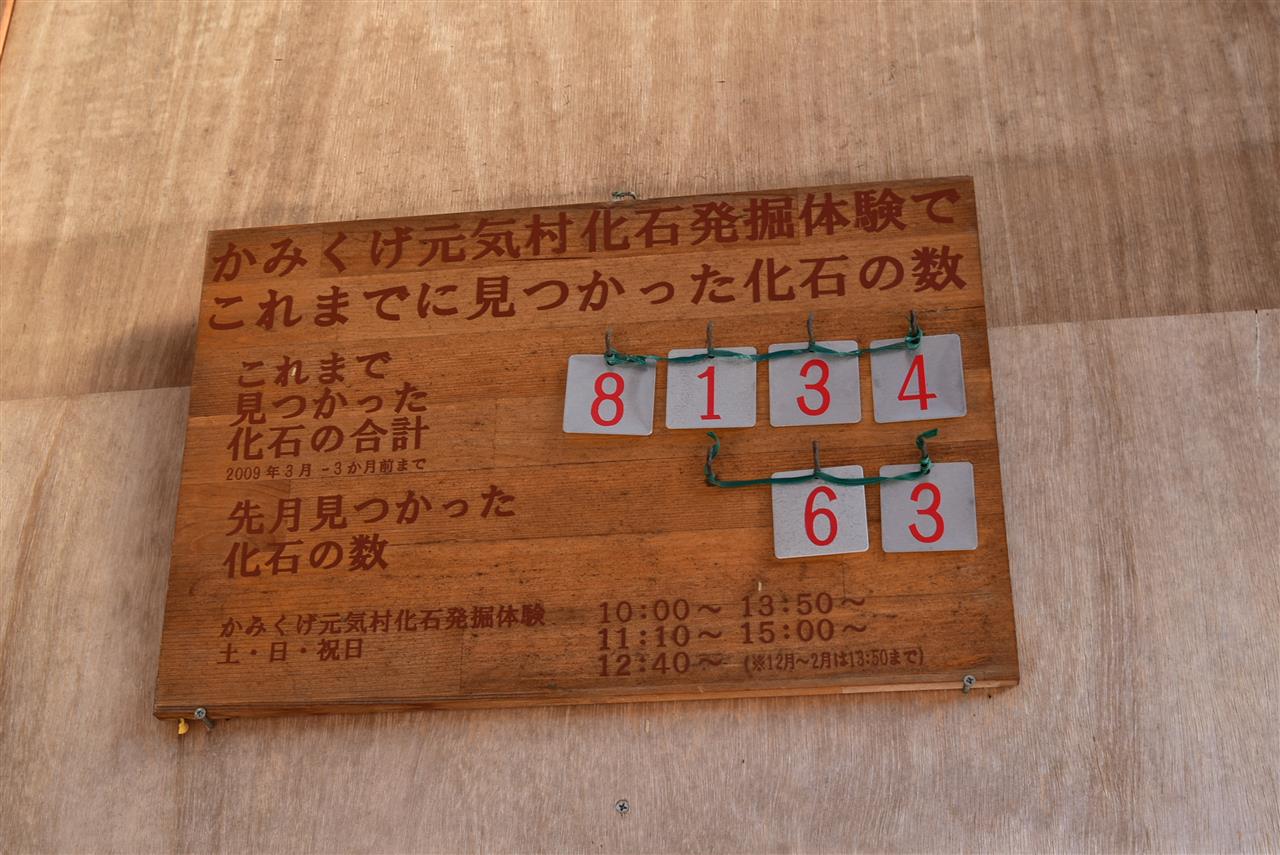 かみくげ元気村化石発掘体験で
これまでに見つかった化石の数
これまで
見つかった
化石の合計
2009年3月-3か月前まで
8134
先月見つかった
化石の数
63
かみくげ元気村化石発掘体験
土・日・祝日
10:00～ 13:50～
11:10～ 15:00～
12:40～ (※12月～2月は13:50まで)